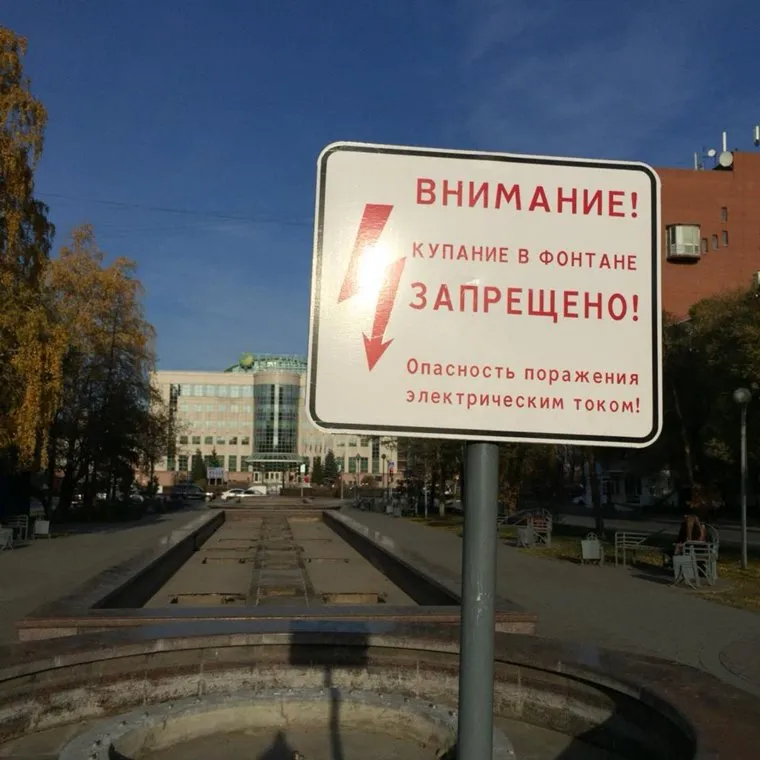 ВНИМАНИЕ!
КУПАНИЕ В ФОНТАНЕ
ЗАПРЕЩЕНО!
Опасность поражения
электрическим током!